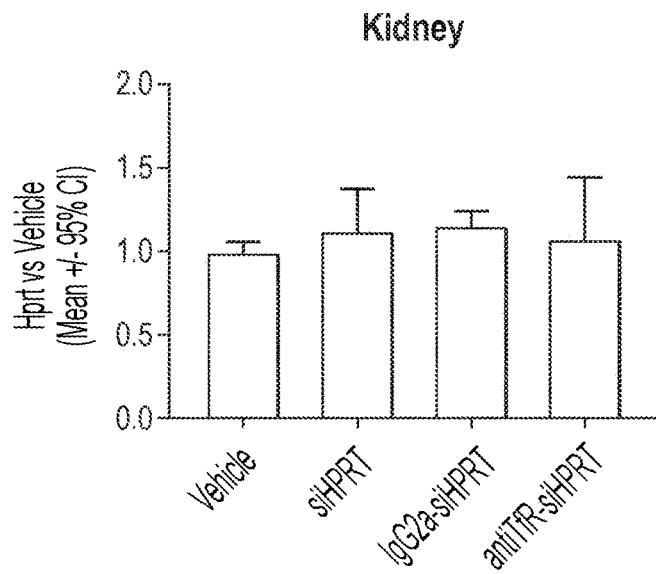 Kidney
Hprt vs Vehicle
(Mean +/- 95% CI)
2.0
1.5
1.0
0.5
0.0
Vehicle
siHPRT
IgG2a-siHPRT
antiTfR-siHPRT